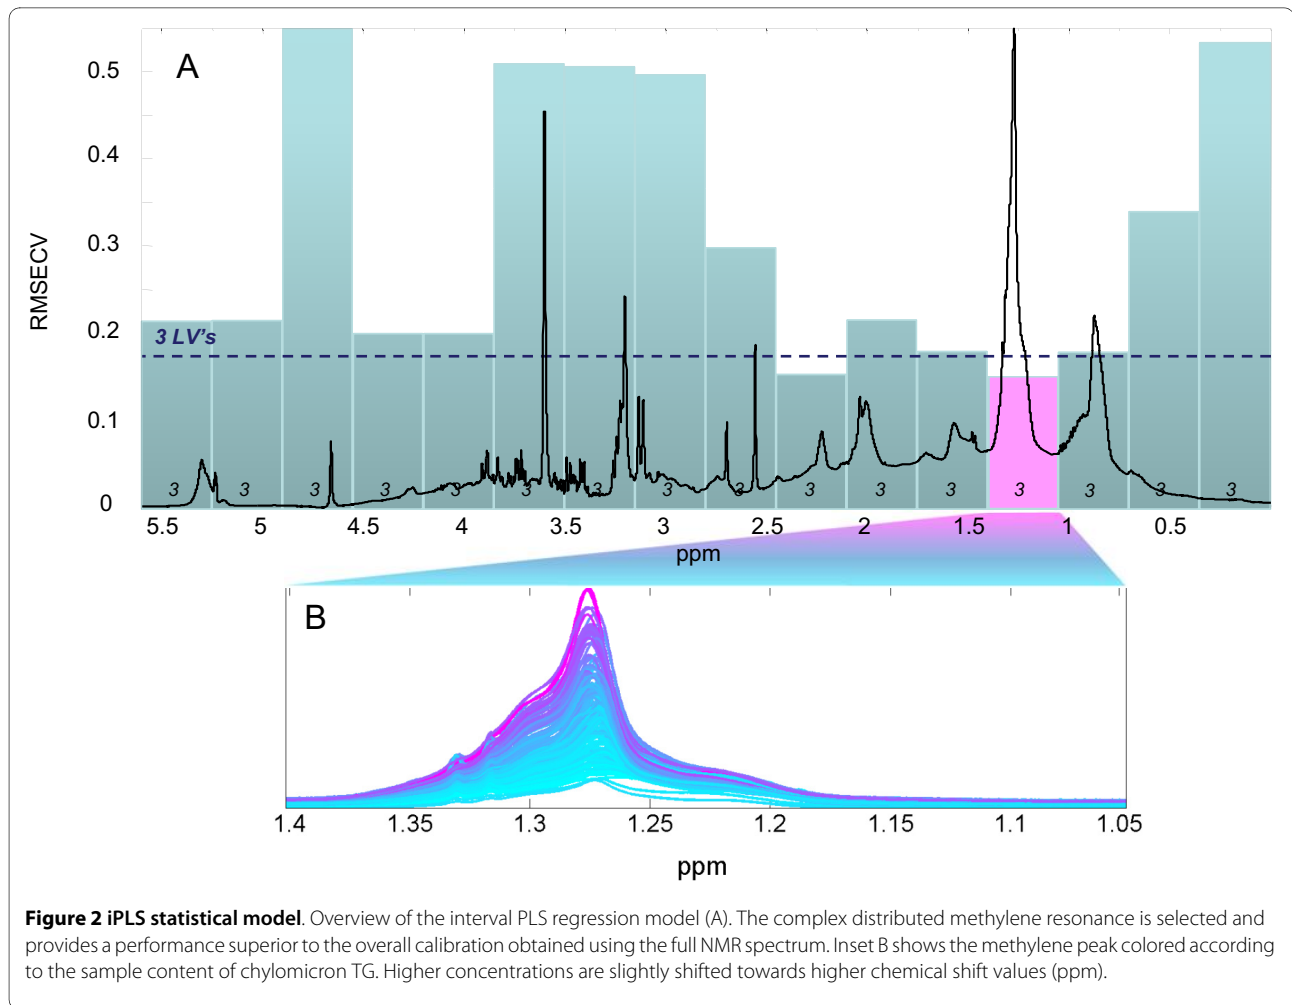 A
0.5
0.4
0.3
0.2
0.1
0
RMSECV
3 LV's
3 3 3 3 3 3 3 3 3 3 3 3 3 3 3 3
5.5 5 4.5 4 3.5 3 2.5 2 1.5 1 0.5
ppm
B
1.4 1.35 1.3 1.25 1.2 1.15 1.1 1.05
ppm
Figure 2 iPLS statistical model. Overview of the interval PLS regression model (A). The complex distributed methylene resonance is selected and
provides a performance superior to the overall calibration obtained using the full NMR spectrum. Inset B shows the methylene peak colored according
to the sample content of chylomicron TG. Higher concentrations are slightly shifted towards higher chemical shift values (ppm).